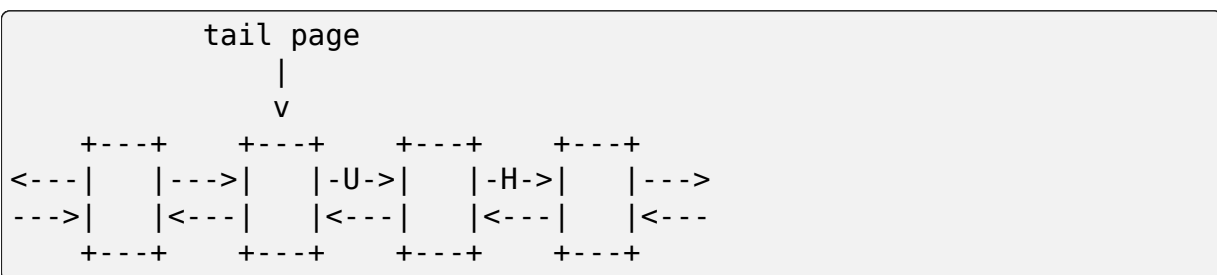 tail page
              |
              v
    +---+    +---+    +---+    +---+
<---|   |--->|   |-U->|   |-H->|   |--->
--->|   |<---|   |<---|   |<---|   |<---
    +---+    +---+    +---+    +---+